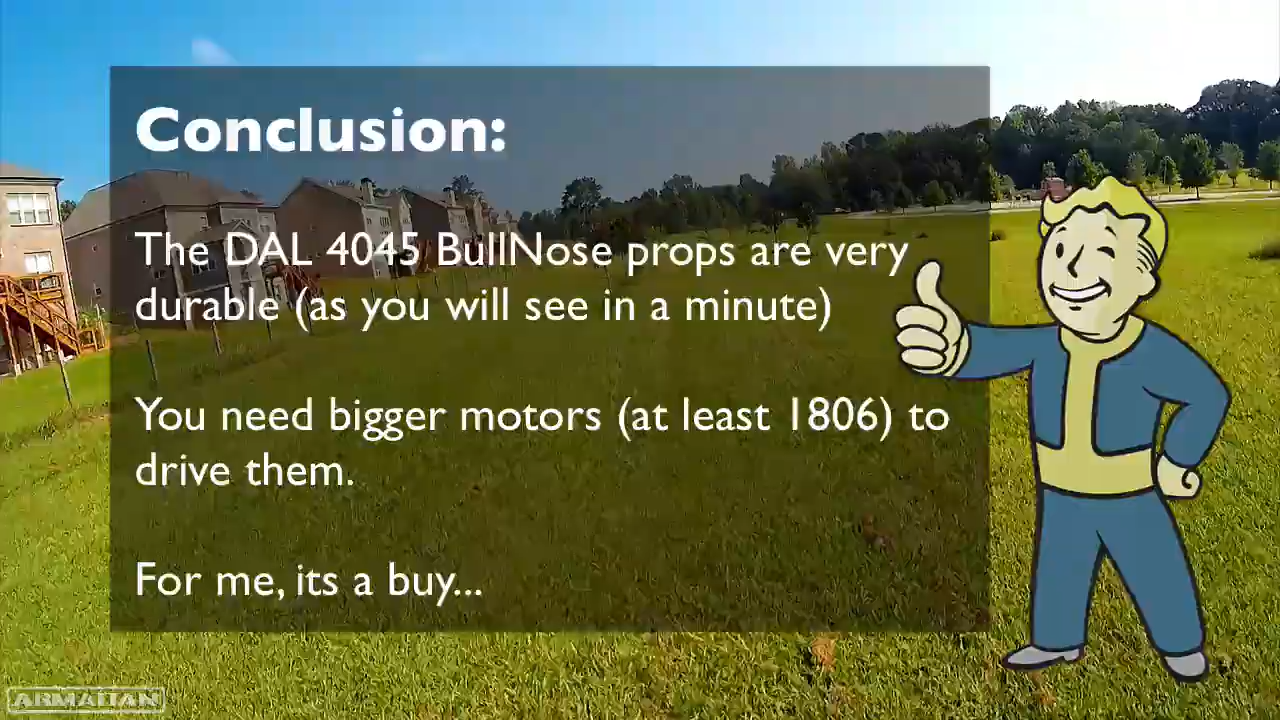 Conclusion:
The DAL 4045 BullNose props are very
durable (as you will see in a minute)
You need bigger motors (at least 1806) to
drive them.
For me, its a buy...
ARMATTAN